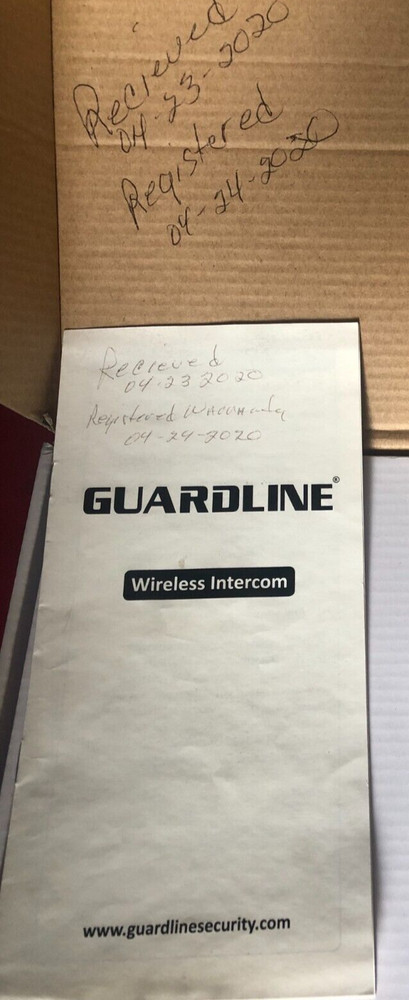 Recieved
04-23-2020
Registered
04-24-2020
Recieved
04-23 2020
Registered Warranty
04-24-2020
GUARDLINE®
Wireless Intercom
www.guardlinesecurity.com